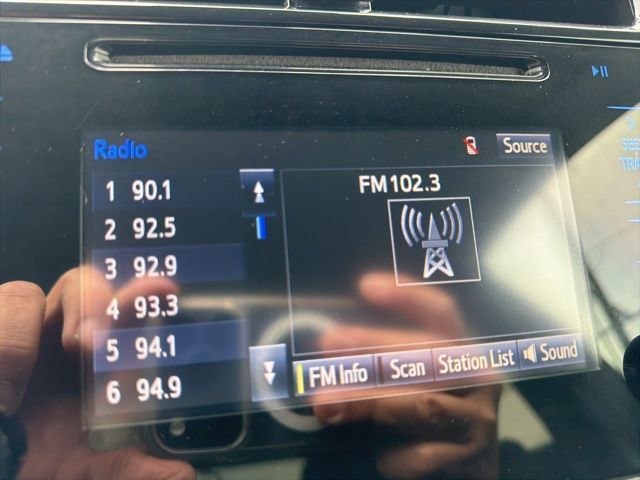 Radio
Source
1 90.1
2 92.5
3 92.9
4 93.3
5 94.1
6 94.9
FM 102.3
FM Info
Scan
Station List
Sound